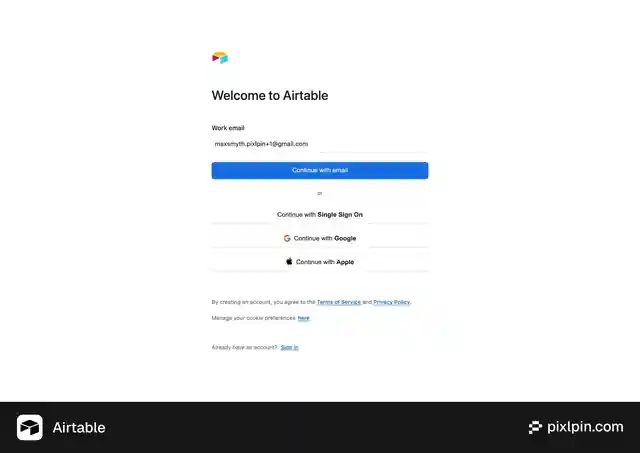 Welcome to Airtable
Work email
maxsmyth.pixlpin+1@gmail.com
Continue with email
or
Continue with Single Sign On
Continue with Google
Continue with Apple
By creating an account, you agree to the Terms of Service and Privacy Policy.
Manage your cookie preferences here
Already have an account? Sign in
Airtable
pixlpin.com